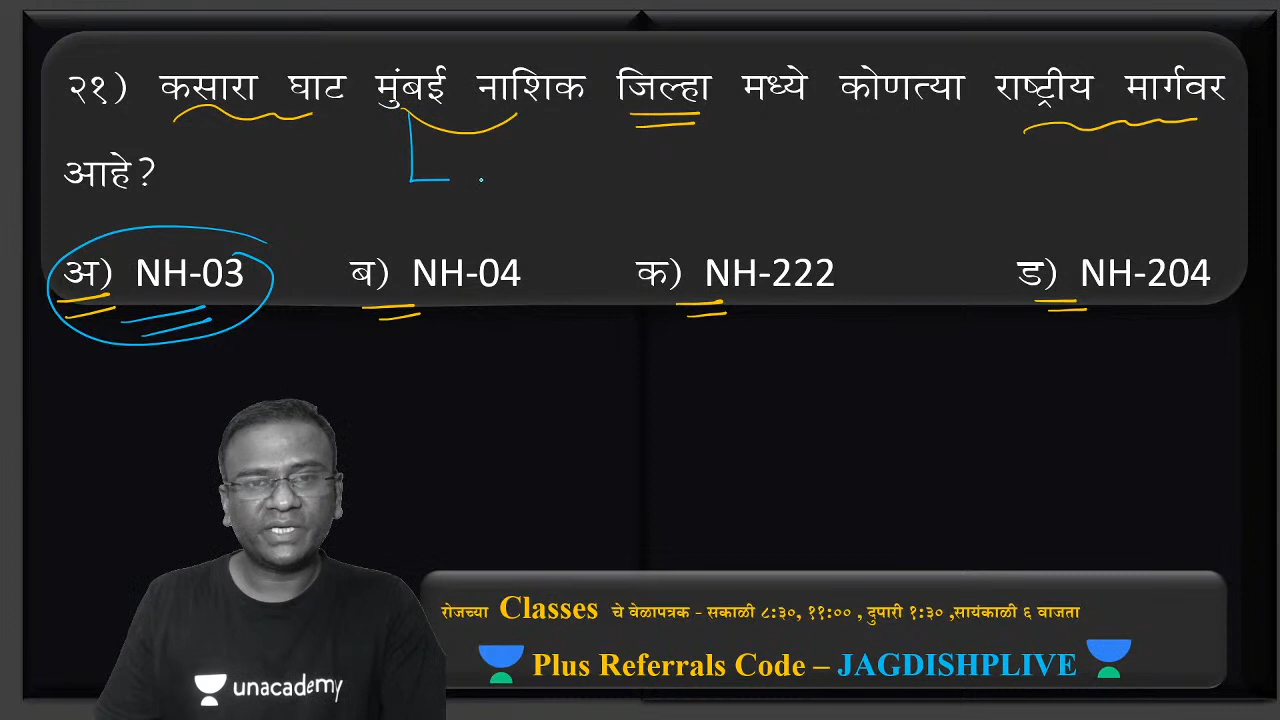 २१) कसारा घाट मुंबई नाशिक जिल्हा मध्ये कोणत्या राष्ट्रीय मार्गवर
आहे?
अ) NH-03 ब) NH-04 क) NH-222 ड) NH-204
रोजच्या Classes चे वेळापत्रक - सकाळी ८:३०, ११:०० , दुपारी १:३० ,सायंकाळी ६ वाजता
Plus Referrals Code – JAGDISHPLIVE
unacademy